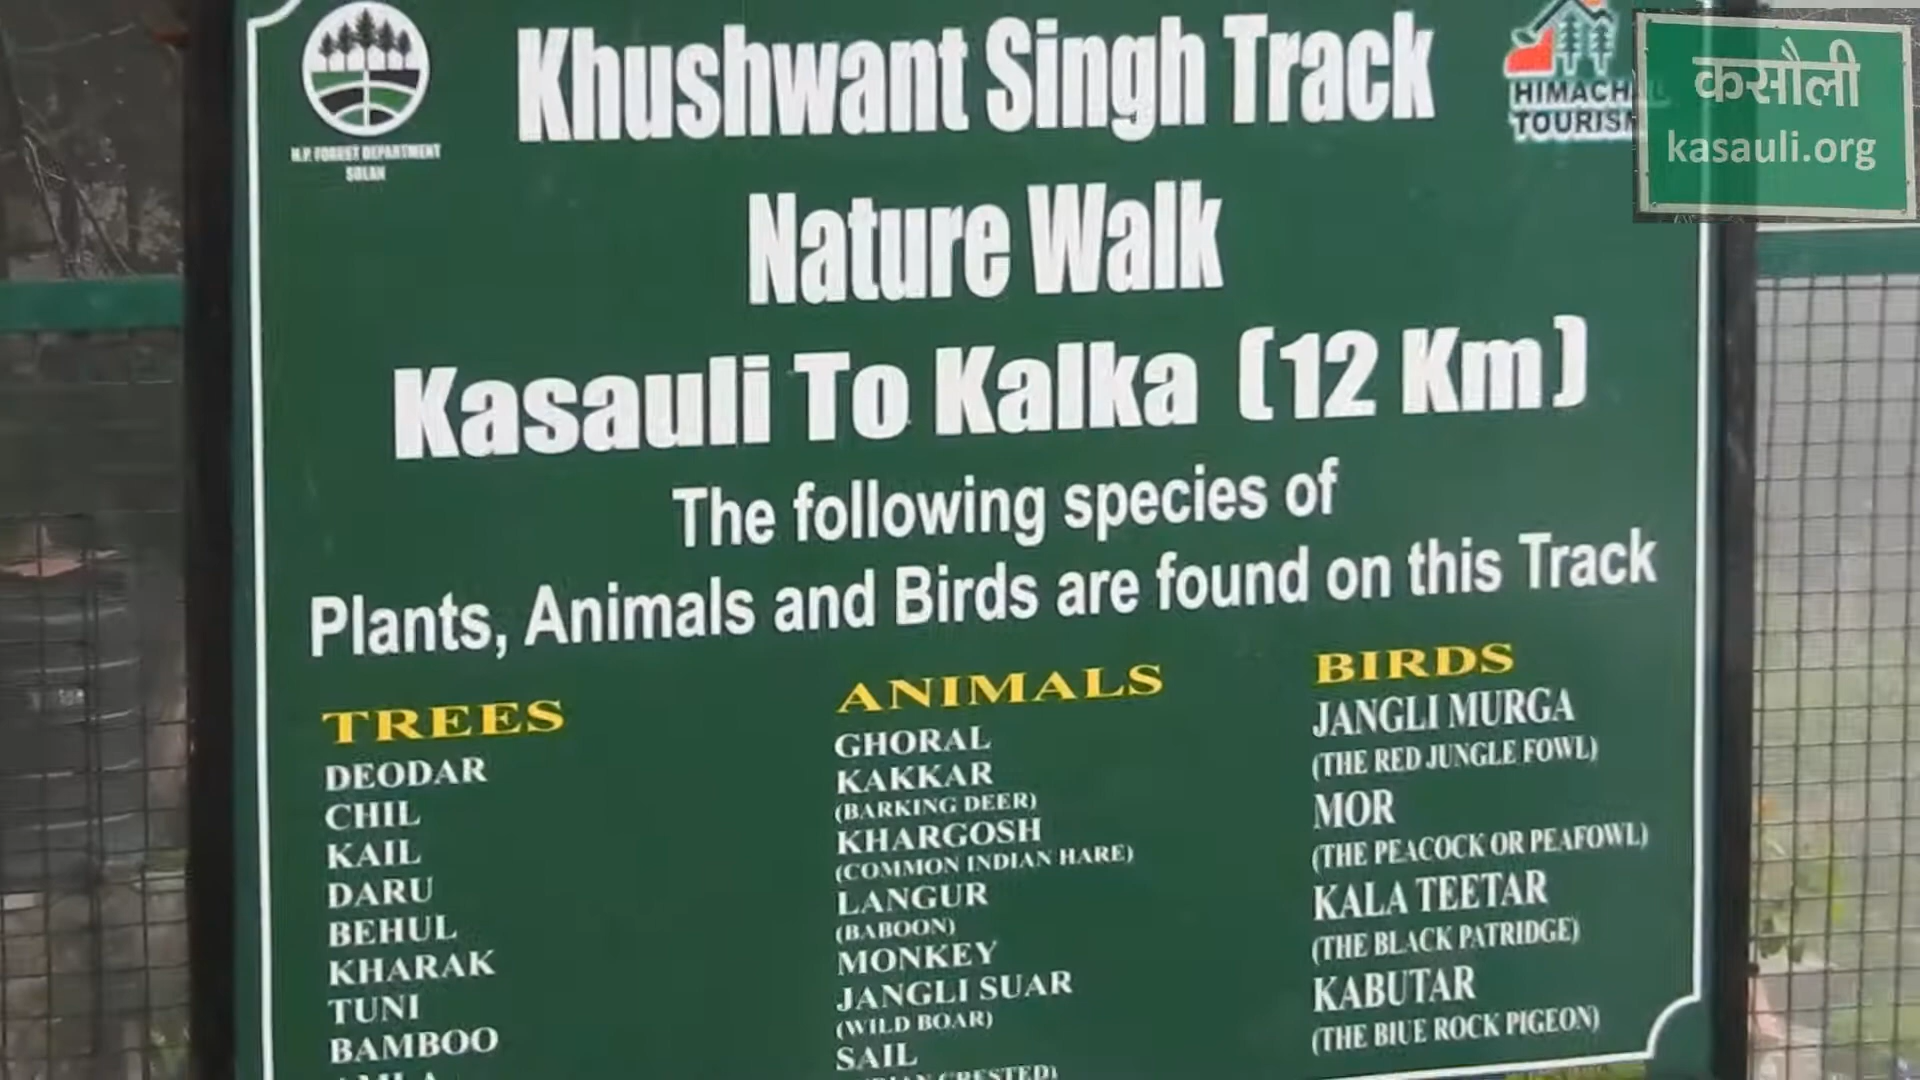 Khushwant Singh Track
Nature Walk
Kasauli To Kalka (12 Km)
The following species of
Plants, Animals and Birds are found on this Track
H.P. FOREST DEPARTMENT
SOLAN
HIMACHAL
TOURISM
कसौली
kasauli.org
TREES
DEODAR
CHIL
KAIL
DARU
BEHUL
KHARAK
TUNI
BAMBOO
ANIMALS
GHORAL
KAKKAR
(BARKING DEER)
KHARGOSH
(COMMON INDIAN HARE)
LANGUR
(BABOON)
MONKEY
JANGLI SUAR
(WILD BOAR)
SAIL
CRESTED)
BIRDS
JANGLI MURGA
(THE RED JUNGLE FOWL)
MOR
(THE PEACOCK OR PEAFOWL)
KALA TEETAR
(THE BLACK PATRIDGE)
KABUTAR
(THE BIUE ROCK PIGEON)